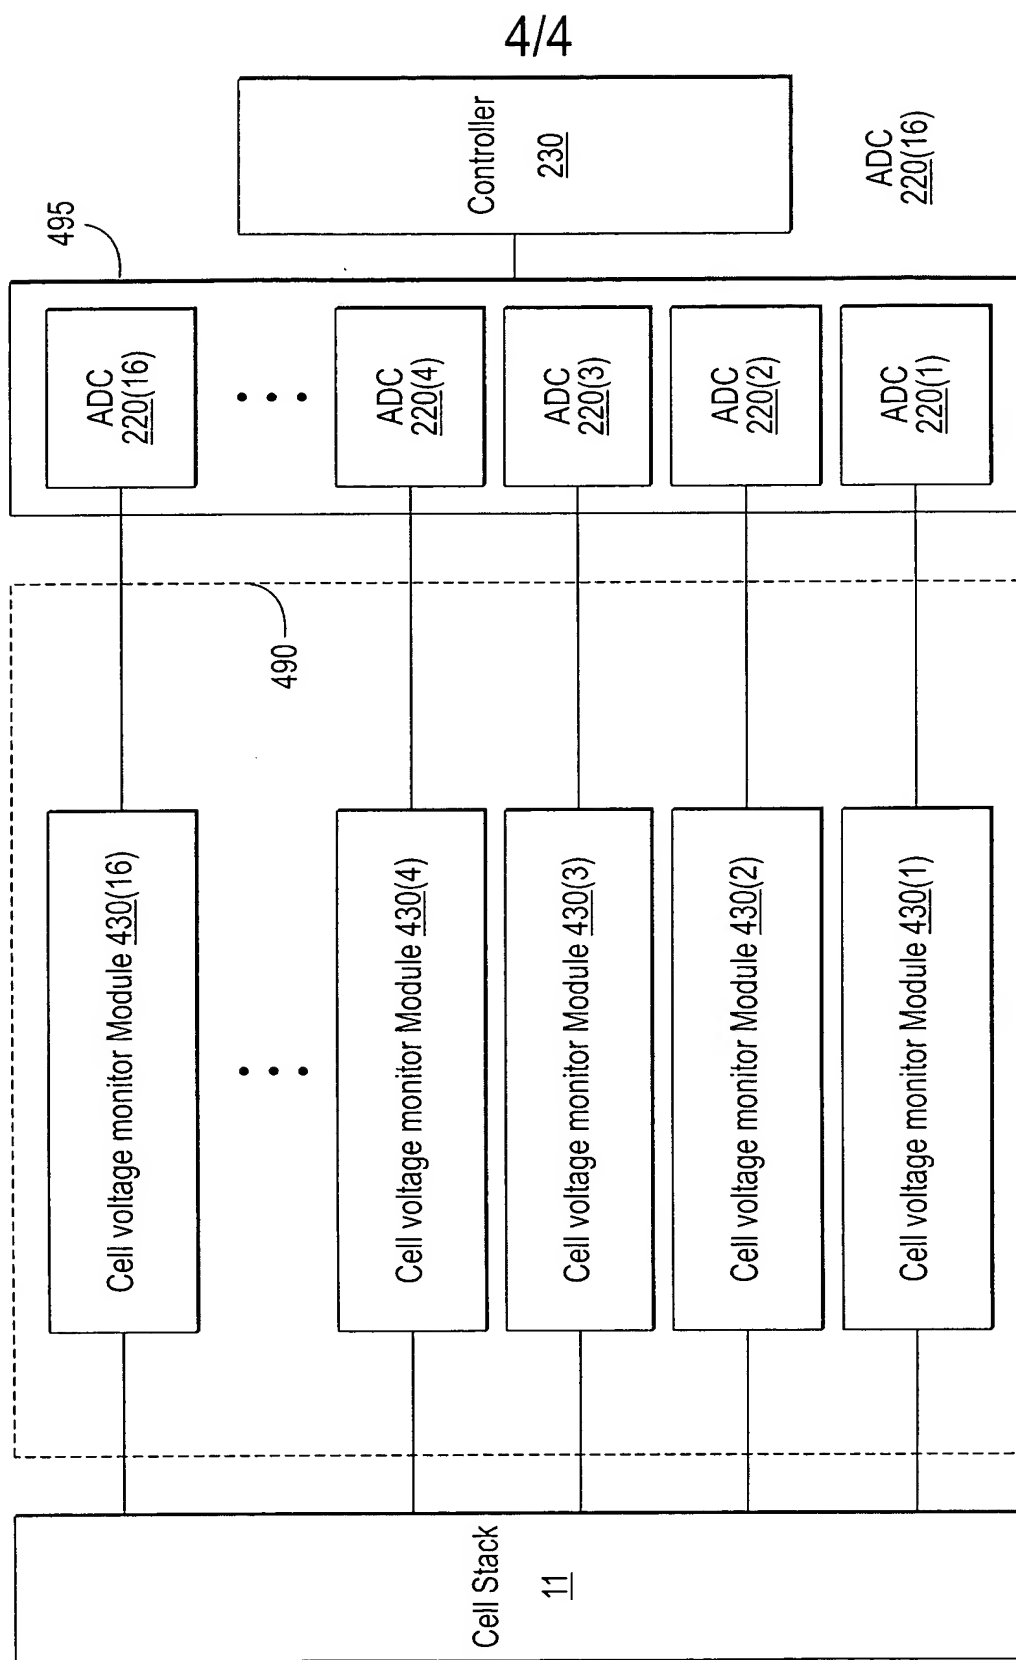 4/4
Cell Stack
11
Cell voltage monitor Module 430(16)
Cell voltage monitor Module 430(4)
Cell voltage monitor Module 430(3)
Cell voltage monitor Module 430(2)
Cell voltage monitor Module 430(1)
490
ADC
220(16)
ADC
220(4)
ADC
220(3)
ADC
220(2)
ADC
220(1)
495
Controller
230
ADC
220(16)